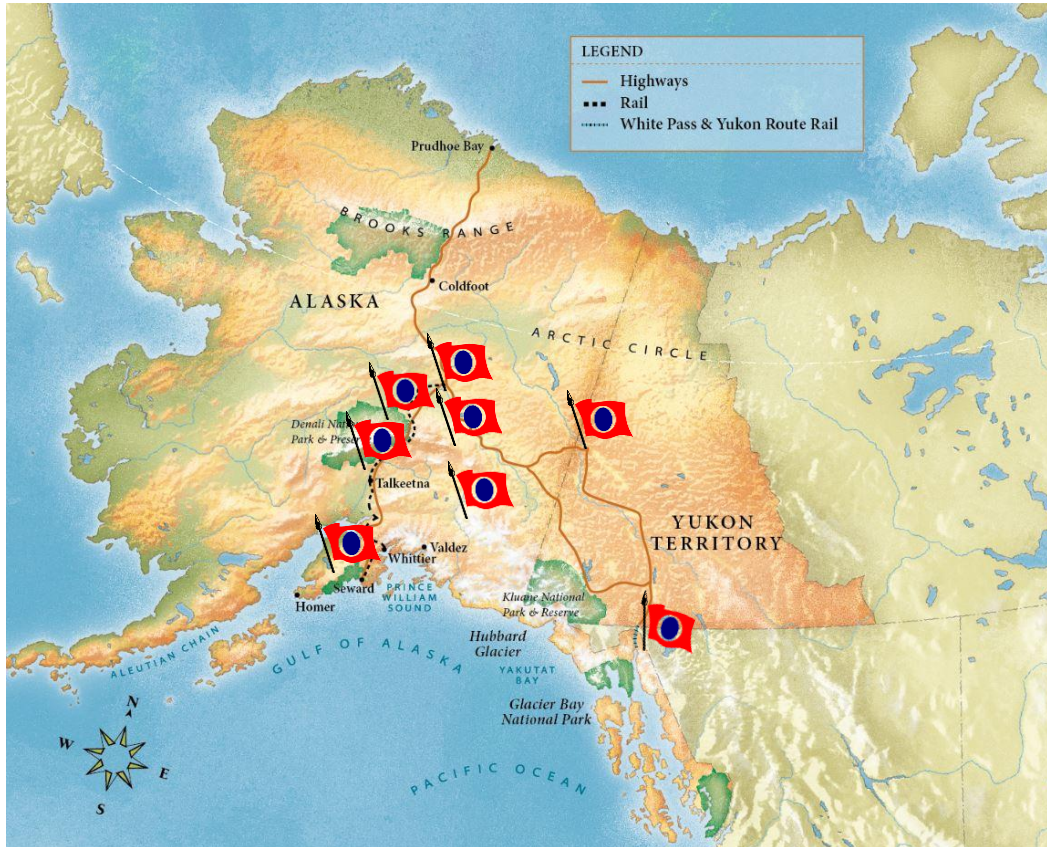 LEGEND
Highways
Rail
White Pass & Yukon Route Rail
Prudhoe Bay
BROOKS RANGE
Coldfoot
ALASKA
ARCTIC CIRCLE
Denali
Park &
Talkeetna
YUKON
TERRITORY
Valdez
Whittier
Seward
PRINCE
WILLIAM
SOUND
Homer
Kluane National
Park & Reserve
Hubbard
Glacier
ALEUTIAN CHAIN
GULF OF ALASKA
YAKUTAT
BAY
Glacier Bay
National Park
PACIFIC OCEAN
N
W
E
S